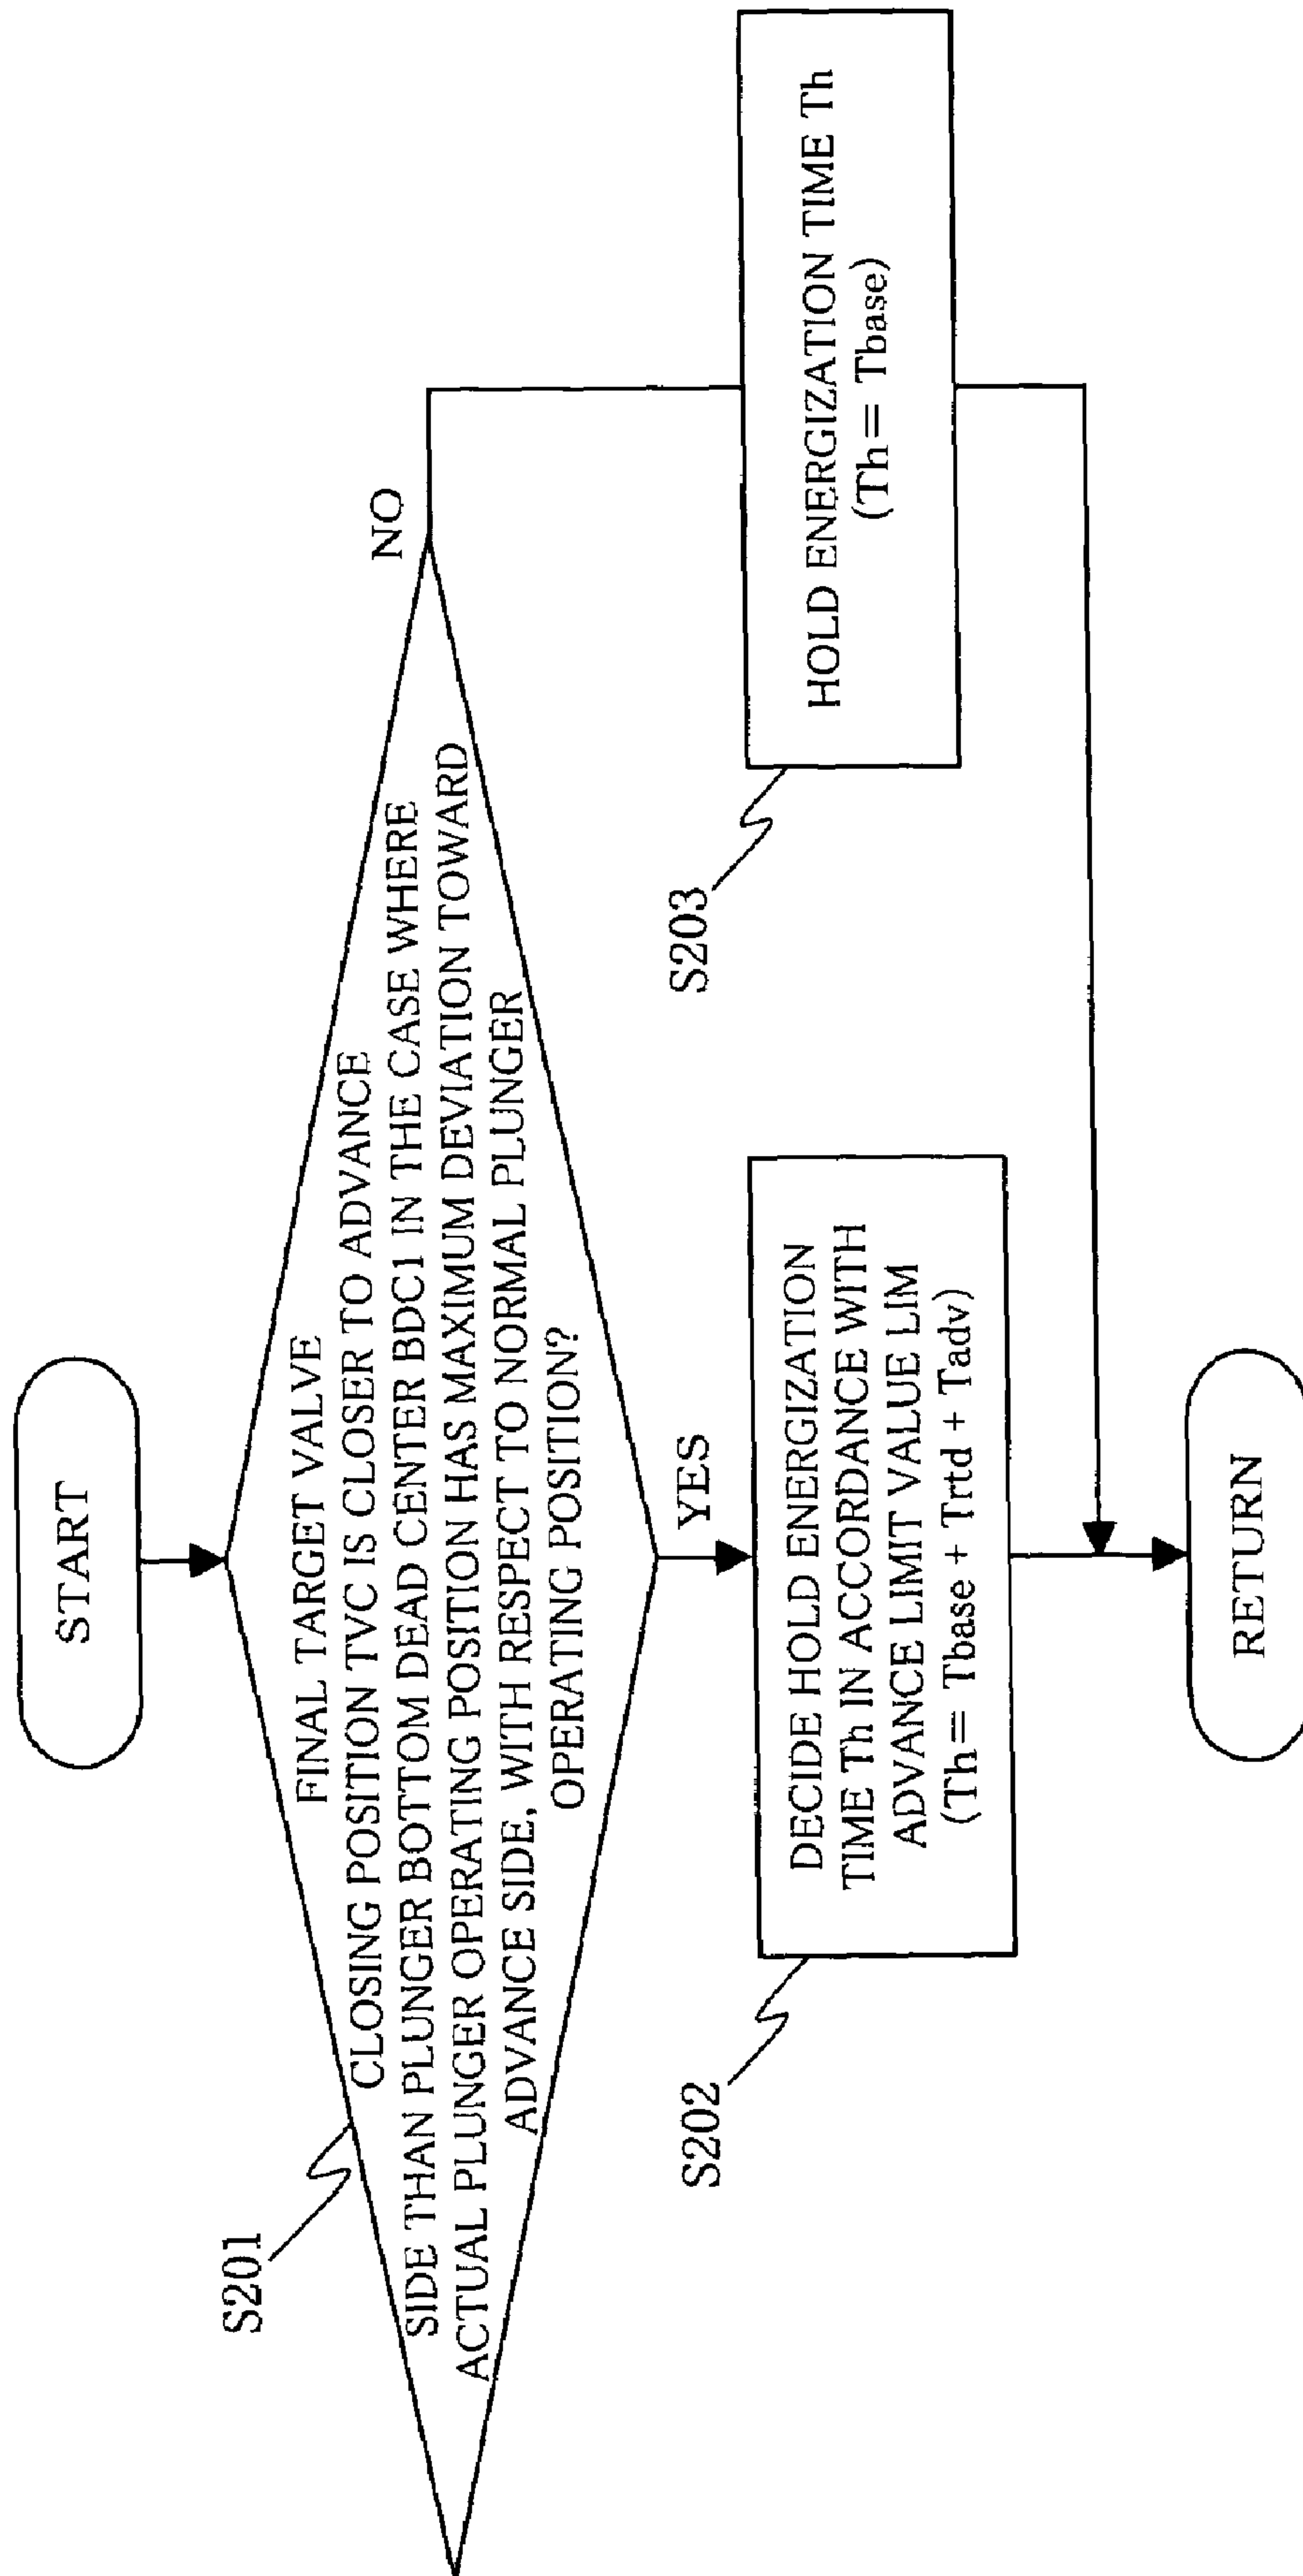 START
S201
FINAL TARGET VALVE
CLOSING POSITION TVC IS CLOSER TO ADVANCE
SIDE THAN PLUNGER BOTTOM DEAD CENTER BDC1 IN THE CASE WHERE
ACTUAL PLUNGER OPERATING POSITION HAS MAXIMUM DEVIATION TOWARD
ADVANCE SIDE, WITH RESPECT TO NORMAL PLUNGER
OPERATING POSITION?
NO
YES
S202
DECIDE HOLD ENERGIZATION
TIME Th IN ACCORDANCE WITH
ADVANCE LIMIT VALUE LIM
(Th= Tbase + Trtd + Tadv)
S203
HOLD ENERGIZATION TIME Th
(Th= Tbase)
RETURN